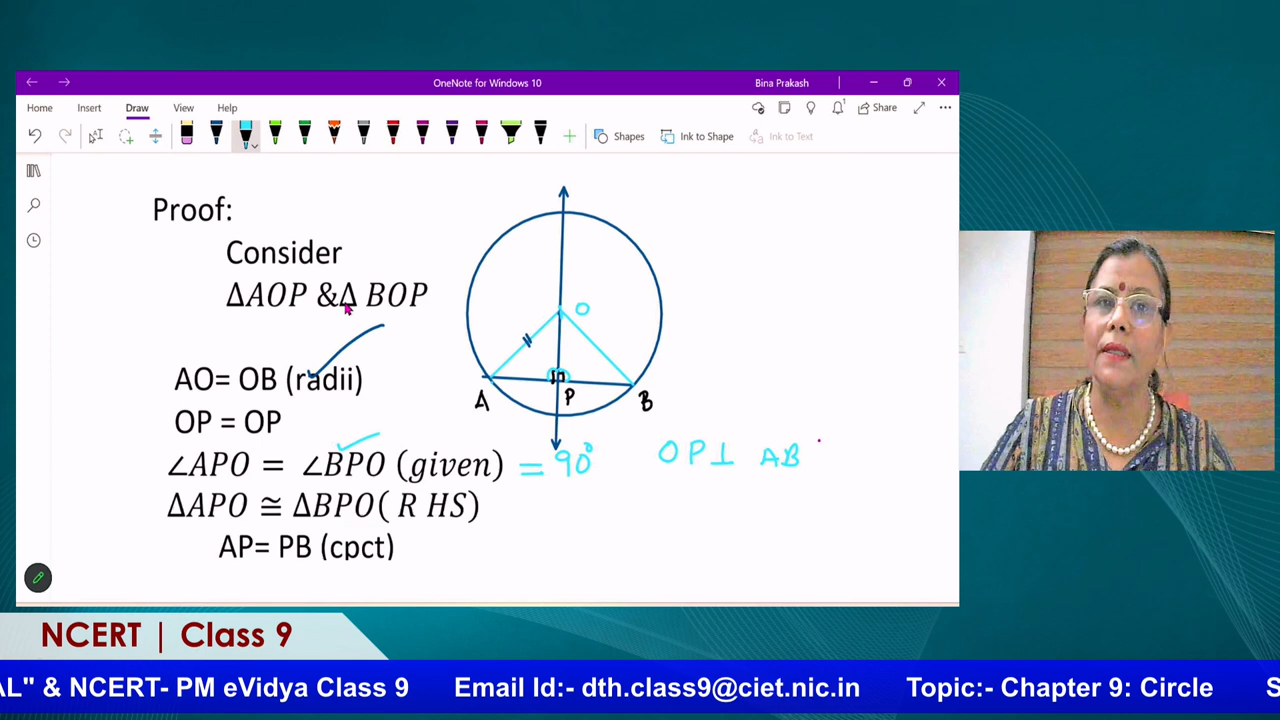 OneNote for Windows 10
Bina Prakash
Home Insert Draw View Help
Share
Shapes
Ink to Shape
Ink to Text
Proof:
Consider
ΔAOP &Δ BOP
AO= OB (radii)
OP = OP
∠APO = ∠BPO (given) = 90°
ΔAPO ≅ ΔBPO( R HS)
AP= PB (cpct)
O
A
P
B
OP⊥ AB
NCERT | Class 9
AL" & NCERT- PM eVidya Class 9 Email Id:- dth.class9@ciet.nic.in Topic:- Chapter 9: Circle S